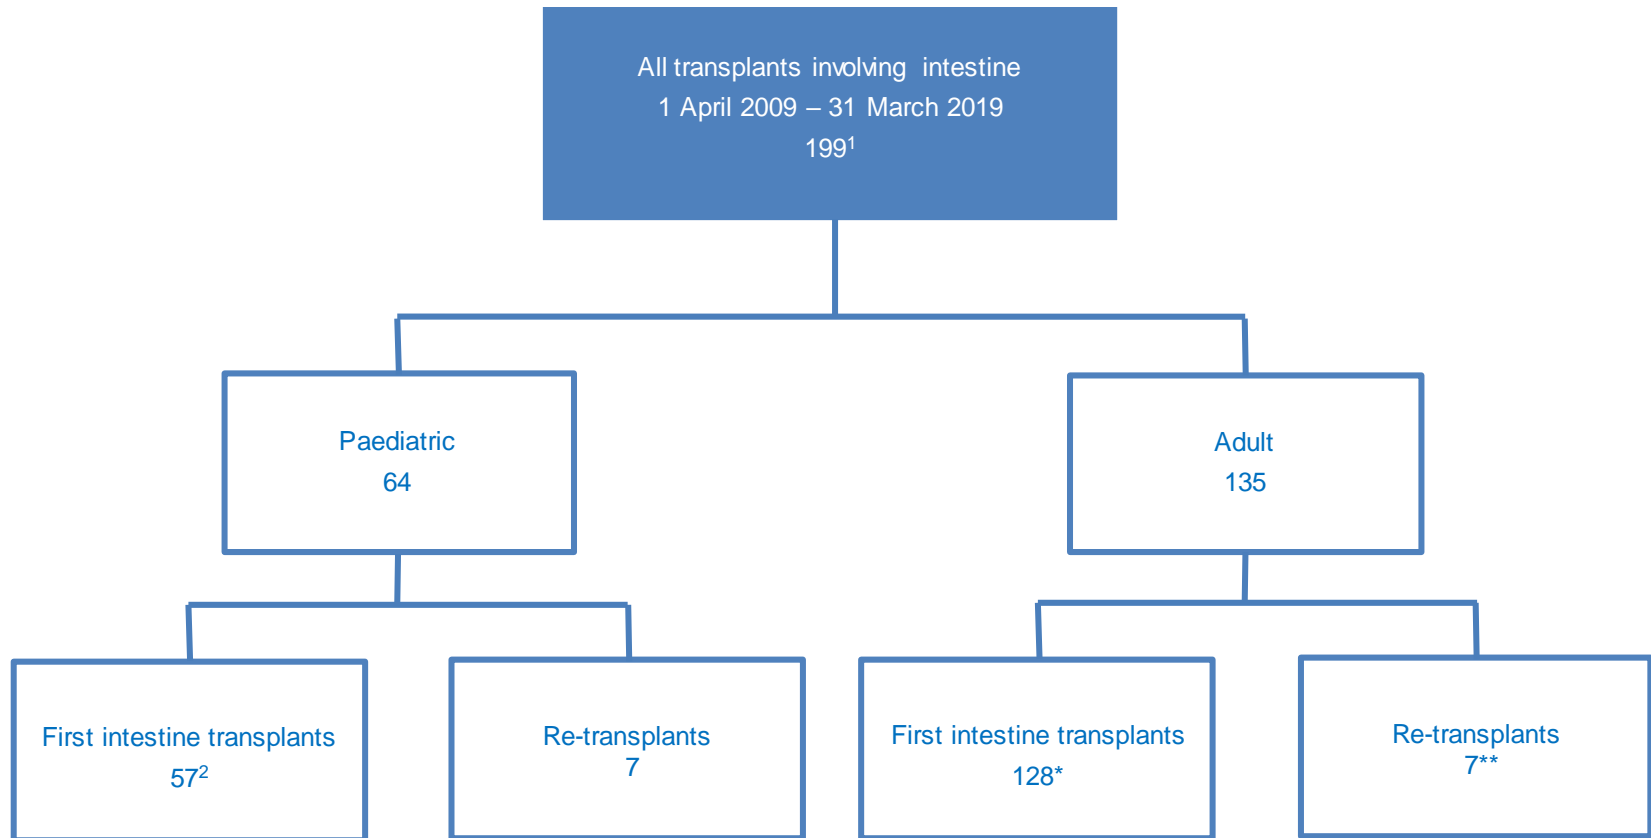 All transplants involving intestine
1 April 2009 – 31 March 2019
199¹
Paediatric
64
Adult
135
First intestine transplants
57²
Re-transplants
7
First intestine transplants
128*
Re-transplants
7**